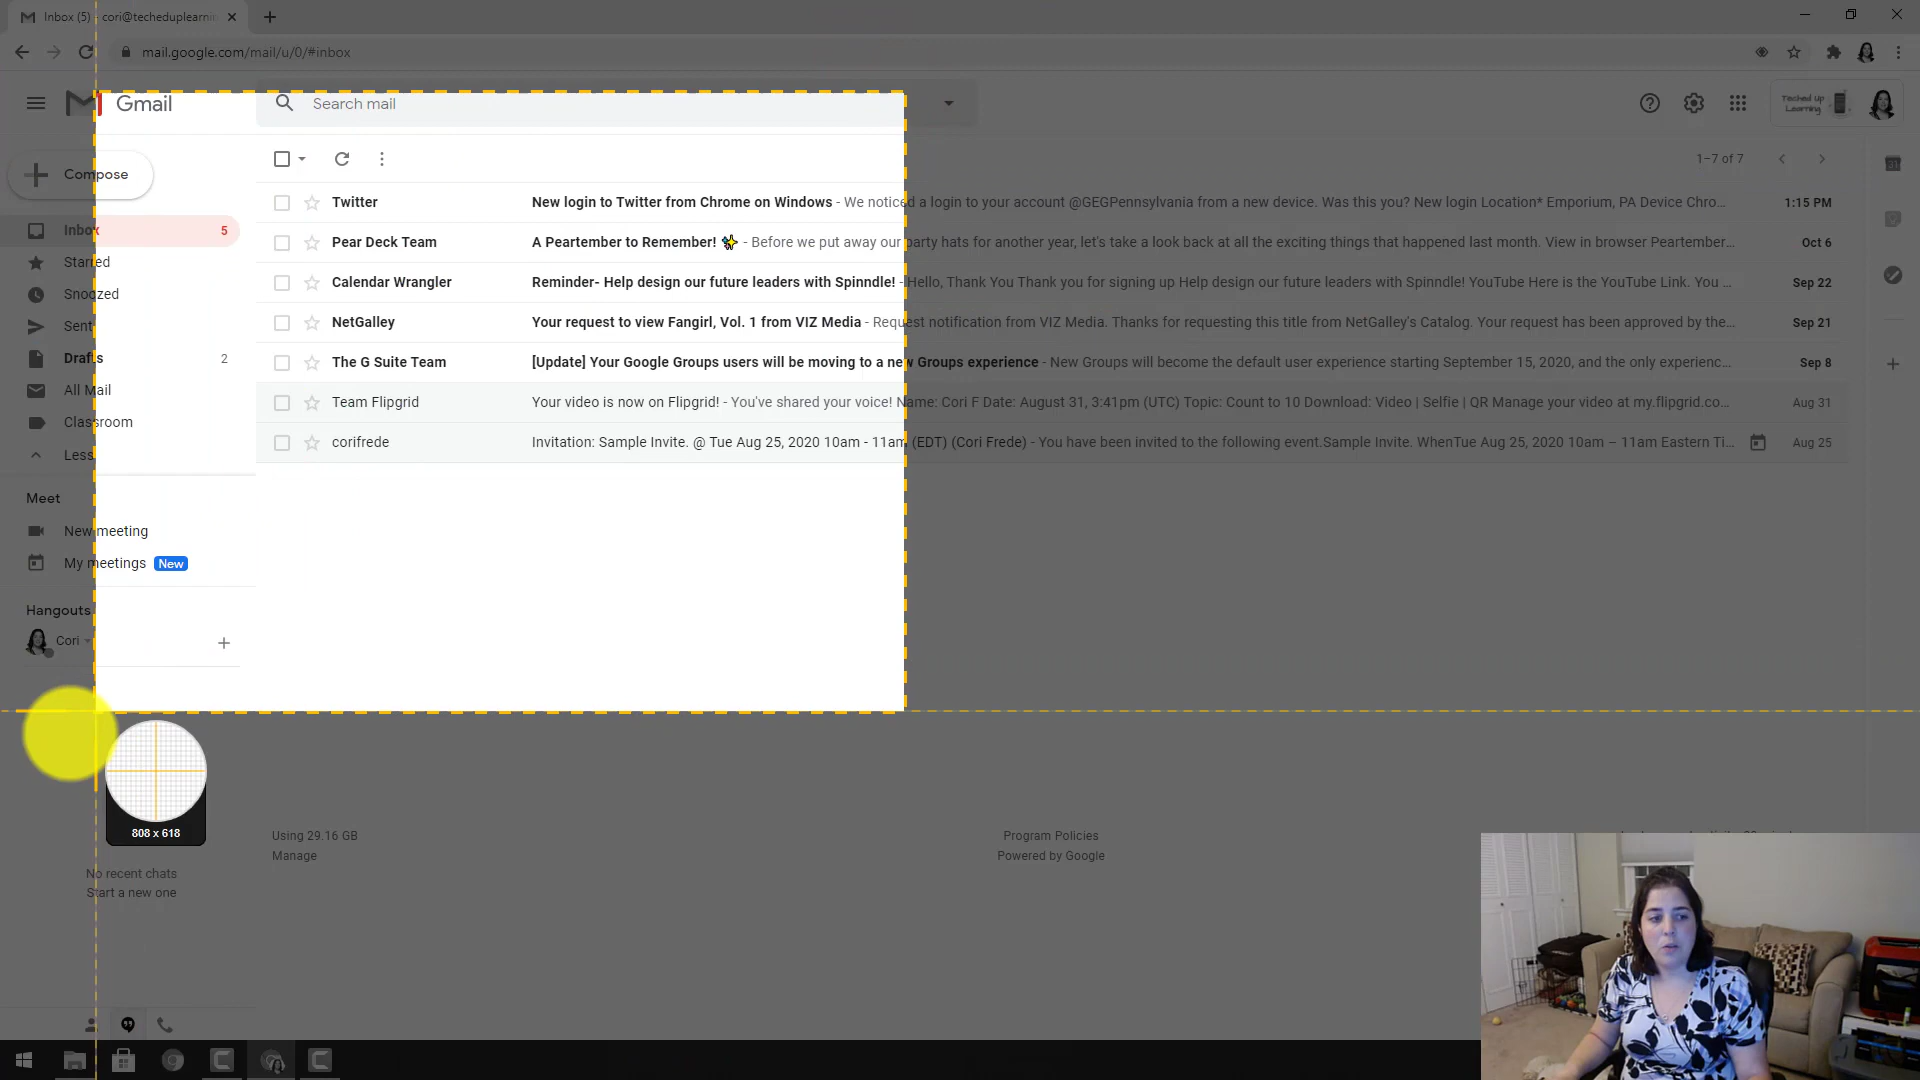 Inbox (5) - cori@techeduplearnin
mail.google.com/mail/u/0/#inbox
Gmail
Search mail
Teched Up
Learning
Compose
1–7 of 7
Inbox 5
Starred
Snoozed
Sent
Drafts 2
All Mail
Classroom
Less
Twitter New login to Twitter from Chrome on Windows - We noticed a login to your account @GEGPennsylvania from a new device. Was this you? New login Location* Emporium, PA Device Chro... 1:15 PM
Pear Deck Team A Peartember to Remember! ✨ - Before we put away our party hats for another year, let's take a look back at all the exciting things that happened last month. View in browser Peartember... Oct 6
Calendar Wrangler Reminder- Help design our future leaders with Spinndle! - Hello, Thank You Thank you for signing up Help design our future leaders with Spinndle! YouTube Here is the YouTube Link. You ... Sep 22
NetGalley Your request to view Fangirl, Vol. 1 from VIZ Media - Request notification from VIZ Media. Thanks for requesting this title from NetGalley's Catalog. Your request has been approved by the... Sep 21
The G Suite Team [Update] Your Google Groups users will be moving to a new Groups experience - New Groups will become the default user experience starting September 15, 2020, and the only experienc... Sep 8
Team Flipgrid Your video is now on Flipgrid! - You've shared your voice! Name: Cori F Date: August 31, 3:41pm (UTC) Topic: Count to 10 Download: Video | Selfie | QR Manage your video at my.flipgrid.co... Aug 31
corifrede Invitation: Sample Invite. @ Tue Aug 25, 2020 10am - 11am (EDT) (Cori Frede) - You have been invited to the following event.Sample Invite. WhenTue Aug 25, 2020 10am – 11am Eastern Ti... Aug 25
Meet
New meeting
My meetings New
Hangouts
Cori
808 x 618
No recent chats
Start a new one
Using 29.16 GB
Manage
Program Policies
Powered by Google